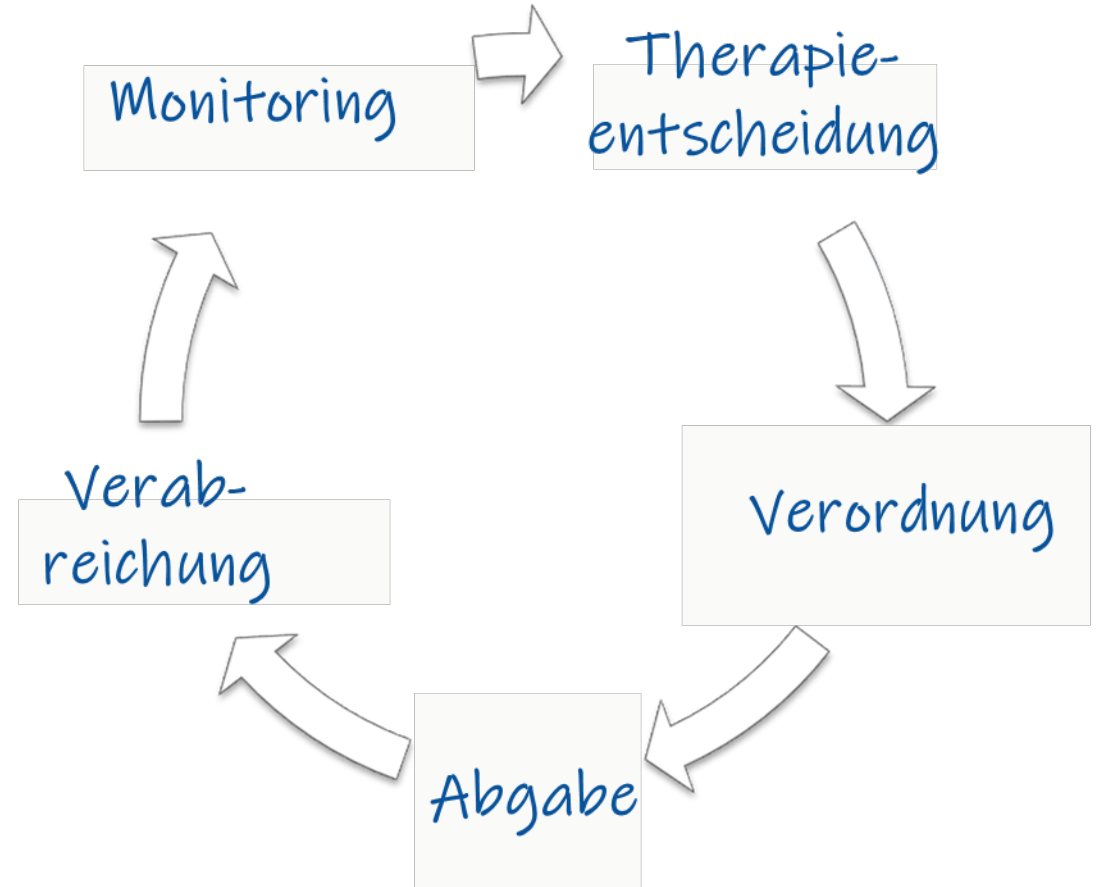 Monitoring
Therapie-
entscheidung
Verordnung
Abgabe
Verab-
reichung